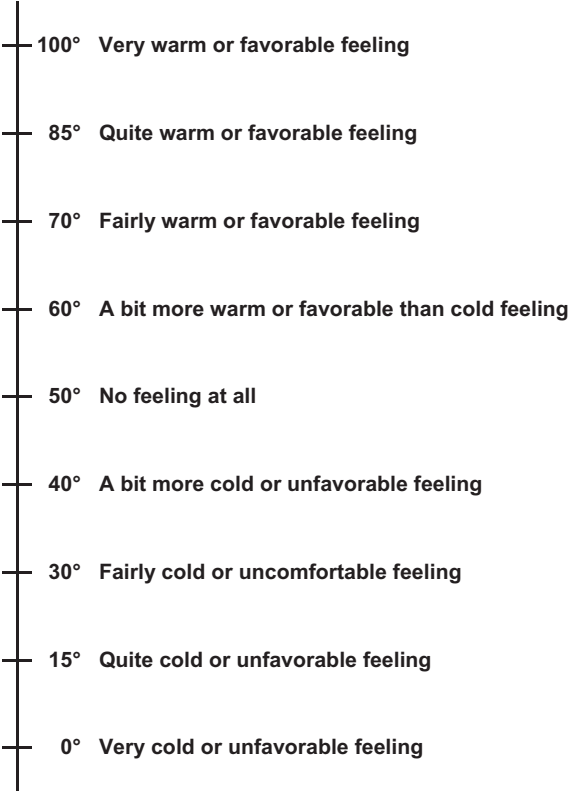 100° Very warm or favorable feeling
85° Quite warm or favorable feeling
70° Fairly warm or favorable feeling
60° A bit more warm or favorable than cold feeling
50° No feeling at all
40° A bit more cold or unfavorable feeling
30° Fairly cold or uncomfortable feeling
15° Quite cold or unfavorable feeling
0° Very cold or unfavorable feeling